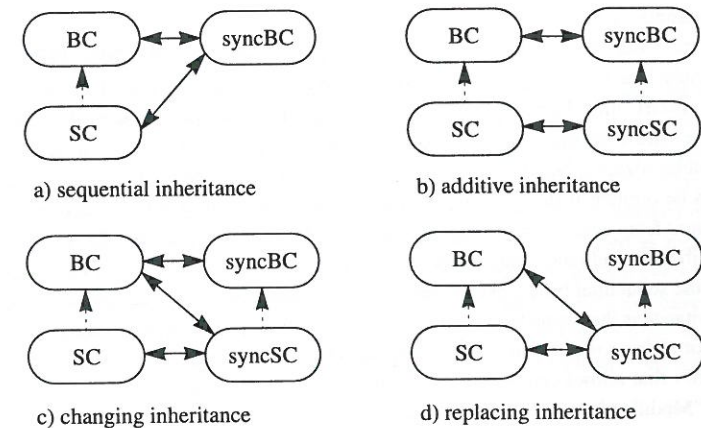 BC syncBC
SC
a) sequential inheritance
BC syncBC
SC syncSC
b) additive inheritance
BC syncBC
SC syncSC
c) changing inheritance
BC syncBC
SC syncSC
d) replacing inheritance